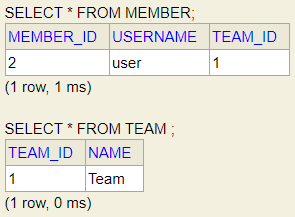 SELECT * FROM MEMBER;
MEMBER_ID USERNAME TEAM_ID
2 user 1
(1 row, 1 ms)
SELECT * FROM TEAM ;
TEAM_ID NAME
1 Team
(1 row, 0 ms)